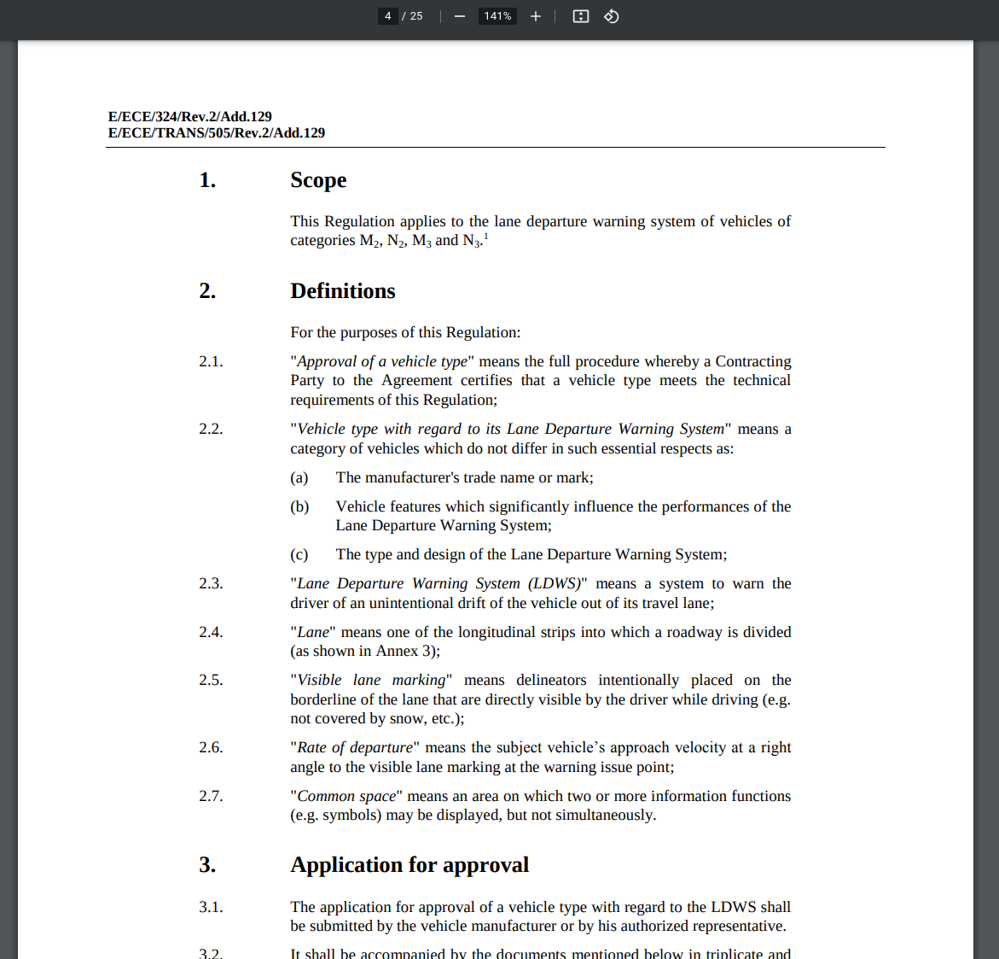 4 / 25 — 141% +
E/ECE/324/Rev.2/Add.129
E/ECE/TRANS/505/Rev.2/Add.129
1. Scope
This Regulation applies to the lane departure warning system of vehicles of
categories M₂, N₂, M₃ and N₃.¹
2. Definitions
For the purposes of this Regulation:
2.1. "Approval of a vehicle type" means the full procedure whereby a Contracting
Party to the Agreement certifies that a vehicle type meets the technical
requirements of this Regulation;
2.2. "Vehicle type with regard to its Lane Departure Warning System" means a
category of vehicles which do not differ in such essential respects as:
(a) The manufacturer's trade name or mark;
(b) Vehicle features which significantly influence the performances of the
Lane Departure Warning System;
(c) The type and design of the Lane Departure Warning System;
2.3. "Lane Departure Warning System (LDWS)" means a system to warn the
driver of an unintentional drift of the vehicle out of its travel lane;
2.4. "Lane" means one of the longitudinal strips into which a roadway is divided
(as shown in Annex 3);
2.5. "Visible lane marking" means delineators intentionally placed on the
borderline of the lane that are directly visible by the driver while driving (e.g.
not covered by snow, etc.);
2.6. "Rate of departure" means the subject vehicle’s approach velocity at a right
angle to the visible lane marking at the warning issue point;
2.7. "Common space" means an area on which two or more information functions
(e.g. symbols) may be displayed, but not simultaneously.
3. Application for approval
3.1. The application for approval of a vehicle type with regard to the LDWS shall
be submitted by the vehicle manufacturer or by his authorized representative.
3.2. It shall be accompanied by the documents mentioned below in triplicate and